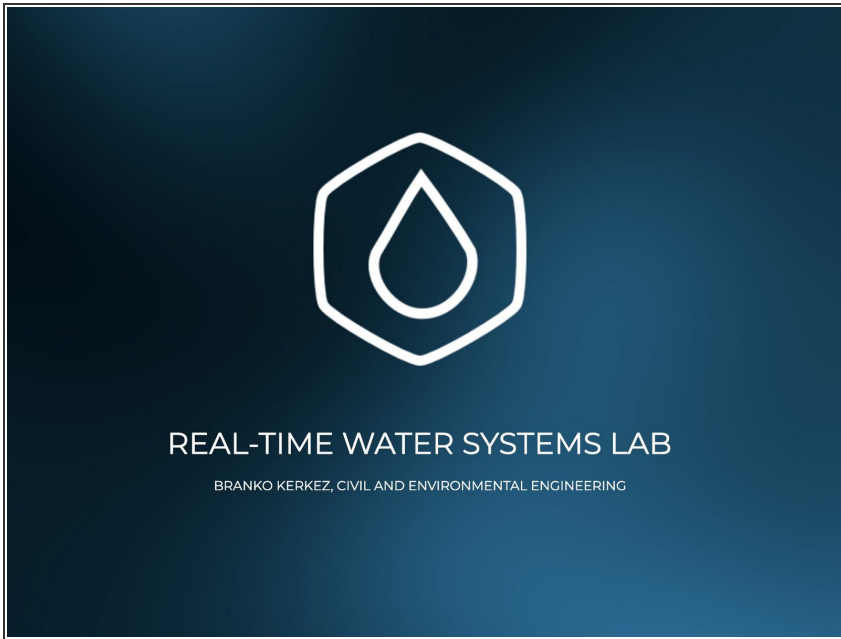 REAL-TIME WATER SYSTEMS LAB
BRANKO KERKEZ, CIVIL AND ENVIRONMENTAL ENGINEERING